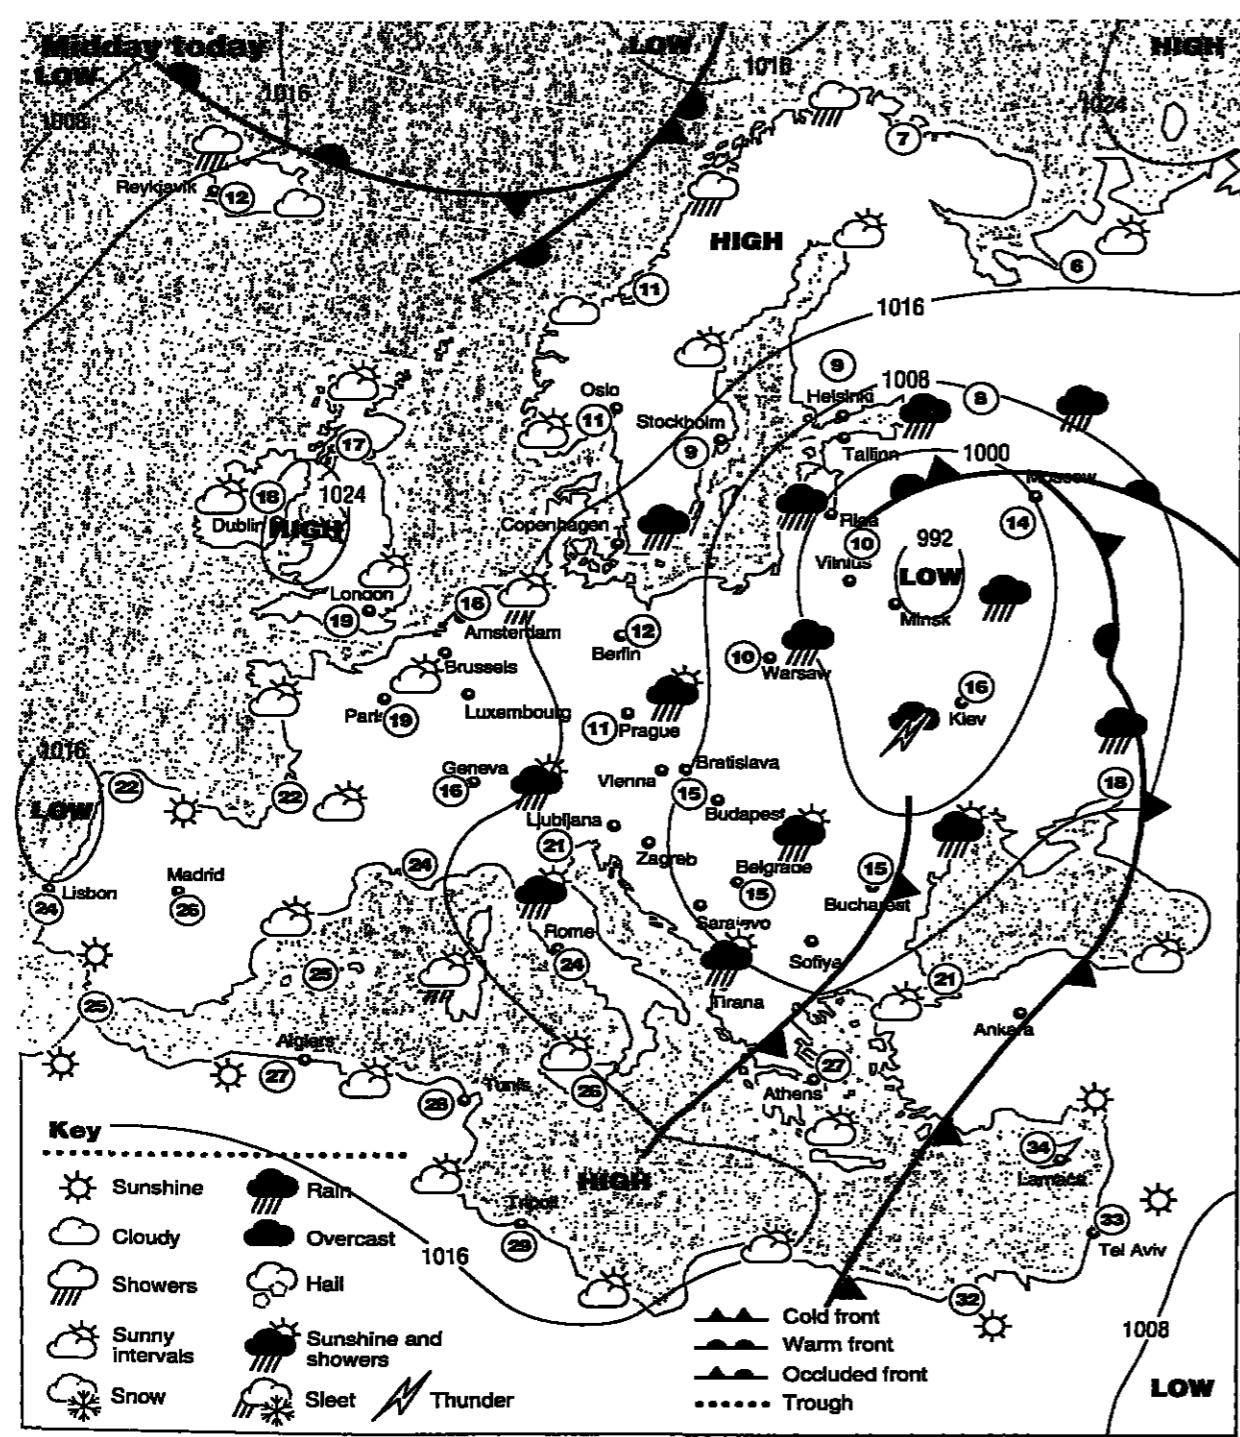 Midday today
LOW
HIGH
LOW
1016
1016
1024
1008
7
Reykjavik
12
HIGH
6
11
1016
9
1008
Oslo
Helsinki
8
11
Stockholm
17
9
Tallinn
1000
Moscow
18
1024
Dublin
HIGH
Copenhagen
Riga
14
10
992
Vilnius
LOW
London
16
Minsk
19
Amsterdam
12
Berlin
10
Warsaw
Brussels
16
Paris
19
Luxembourg
11
Prague
Kiev
1016
Geneva
Vienna
Bratislava
22
22
16
15
18
LOW
Ljubljana
Budapest
21
Zagreb
24
Madrid
Belgrade
15
Lisbon
15
24
26
Bucharest
Sarajevo
Rome
Sofiya
24
25
21
Tirana
25
Ankara
Algiers
27
27
Tunis
26
Athens
28
Key
34
HIGH
Larnaca
Sunshine
Rain
Tripoli
33
Cloudy
Overcast
29
Tel Aviv
1016
Showers
Hail
32
Cold front
1008
Sunny
intervals
Sunshine and
showers
Warm front
Occluded front
LOW
Snow
Sleet
Thunder
Trough